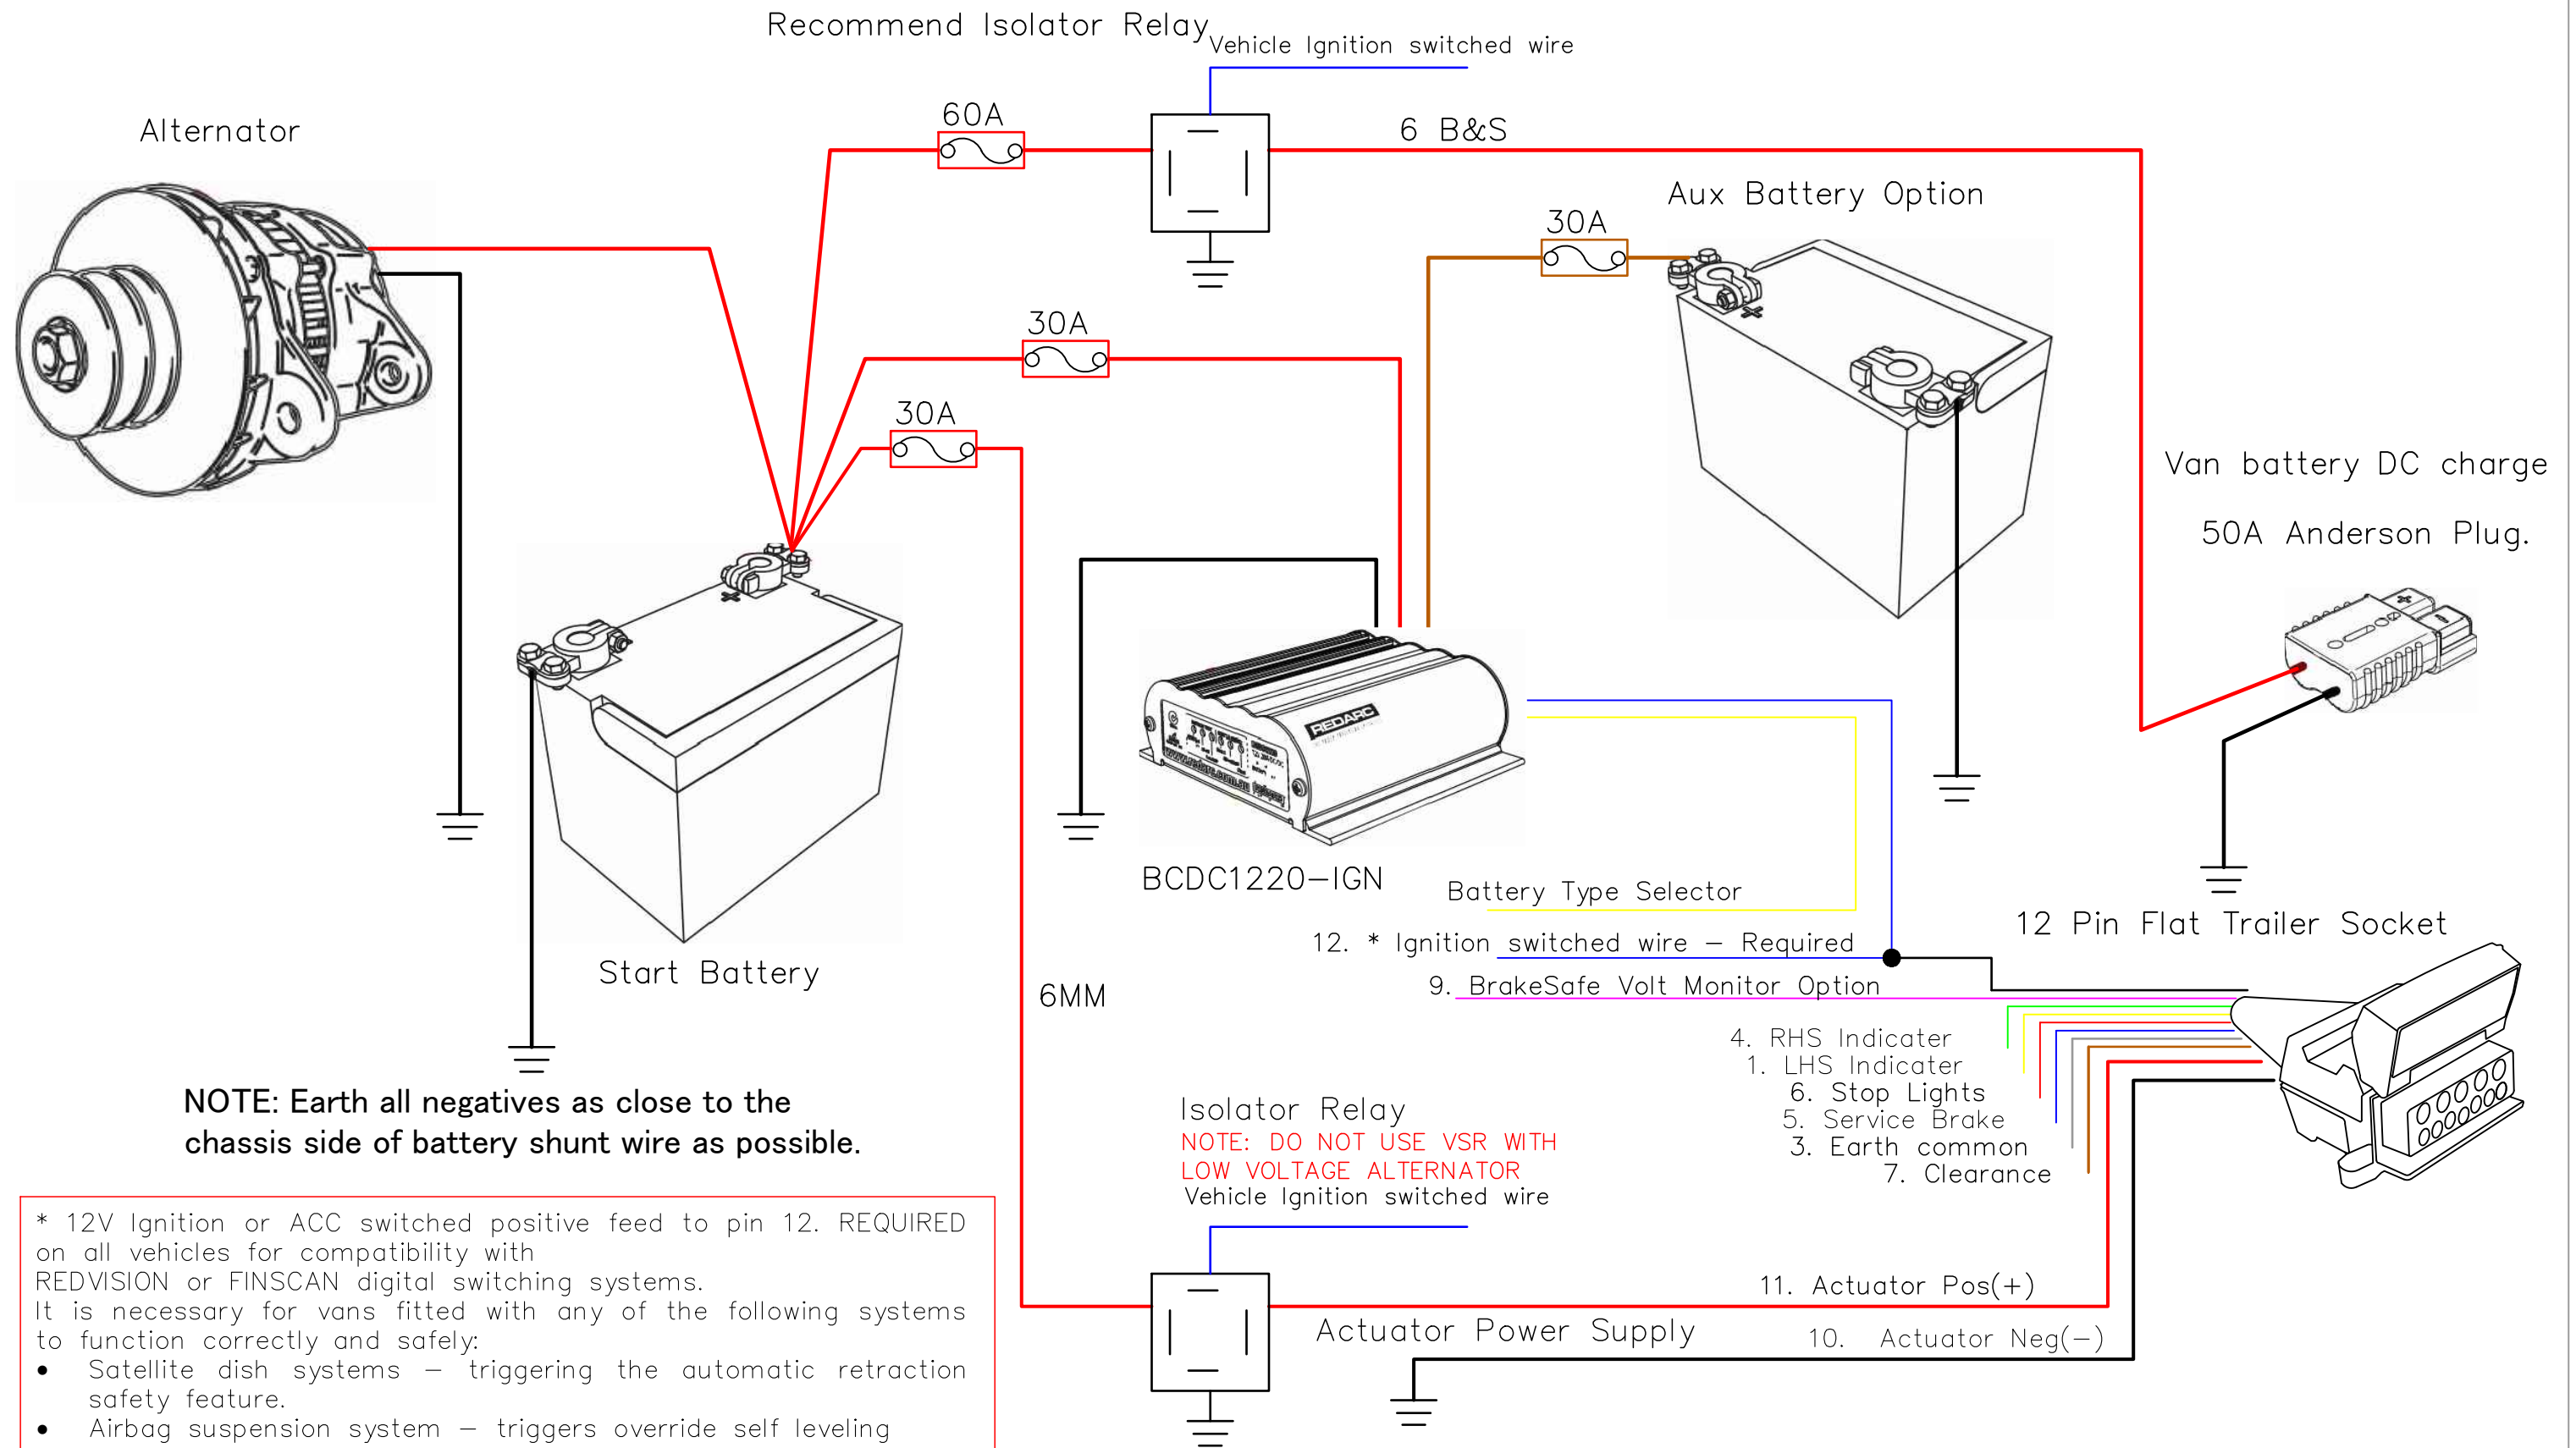 Recommend Isolator Relay
Vehicle Ignition switched wire
60A
6 B&S
Alternator
Aux Battery Option
30A
30A
30A
Van battery DC charge
50A Anderson Plug.
REDARC
www.redarc.com.au
BCDC1220-IGN
Battery Type Selector
12 Pin Flat Trailer Socket
12. * Ignition switched wire – Required
Start Battery
9. BrakeSafe Volt Monitor Option
6MM
4. RHS Indicater
1. LHS Indicater
6. Stop Lights
5. Service Brake
3. Earth common
7. Clearance
NOTE: Earth all negatives as close to the
chassis side of battery shunt wire as possible.
Isolator Relay
NOTE: DO NOT USE VSR WITH
LOW VOLTAGE ALTERNATOR
Vehicle Ignition switched wire
* 12V Ignition or ACC switched positive feed to pin 12. REQUIRED
on all vehicles for compatibility with
REDVISION or FINSCAN digital switching systems.
It is necessary for vans fitted with any of the following systems
to function correctly and safely:
• Satellite dish systems – triggering the automatic retraction
safety feature.
• Airbag suspension system – triggers override self leveling
11. Actuator Pos(+)
Actuator Power Supply
10. Actuator Neg(-)